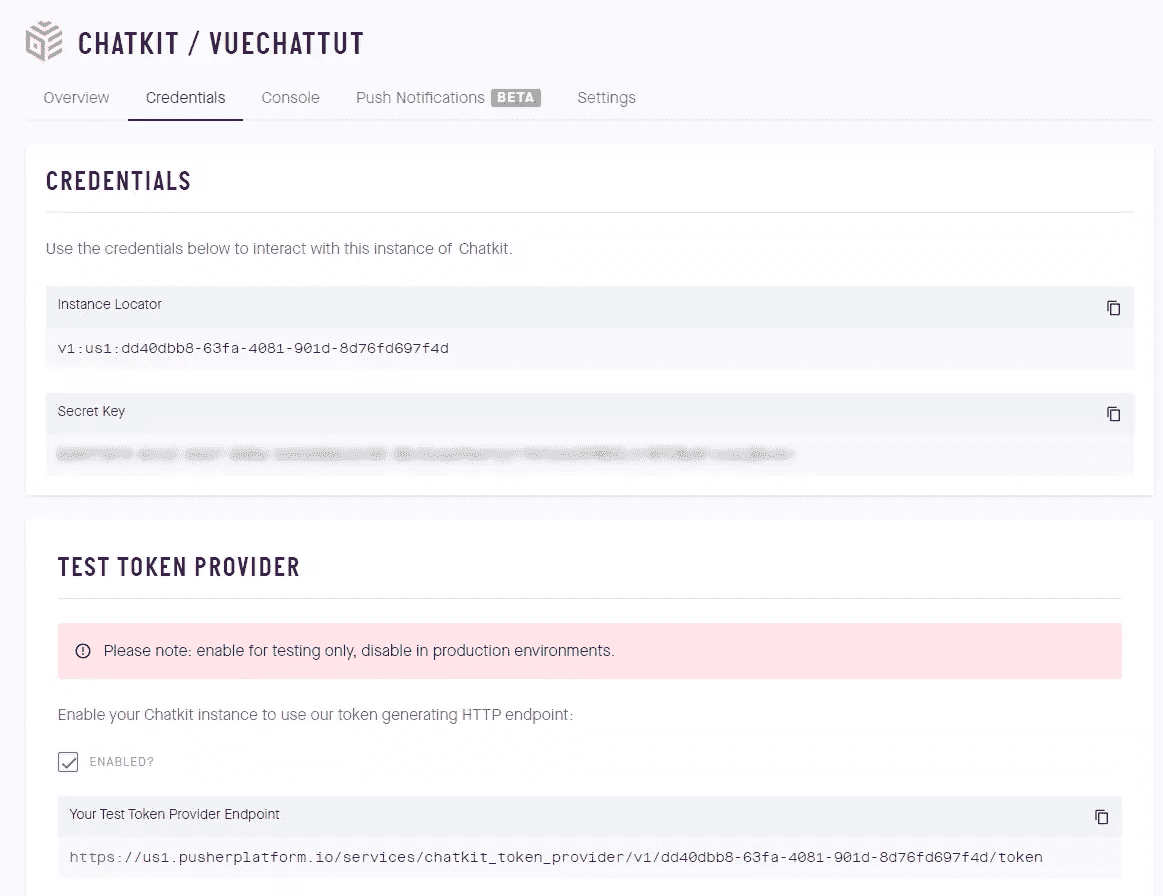 CHATKIT / VUECHATTUT
Overview Credentials Console Push Notifications BETA Settings
CREDENTIALS
Use the credentials below to interact with this instance of Chatkit.
Instance Locator
v1:us1:dd40dbb8-63fa-4081-901d-8d76fd697f4d
Secret Key
TEST TOKEN PROVIDER
Please note: enable for testing only, disable in production environments.
Enable your Chatkit instance to use our token generating HTTP endpoint:
ENABLED?
Your Test Token Provider Endpoint
https://us1.pusherplatform.io/services/chatkit_token_provider/v1/dd40dbb8-63fa-4081-901d-8d76fd697f4d/token